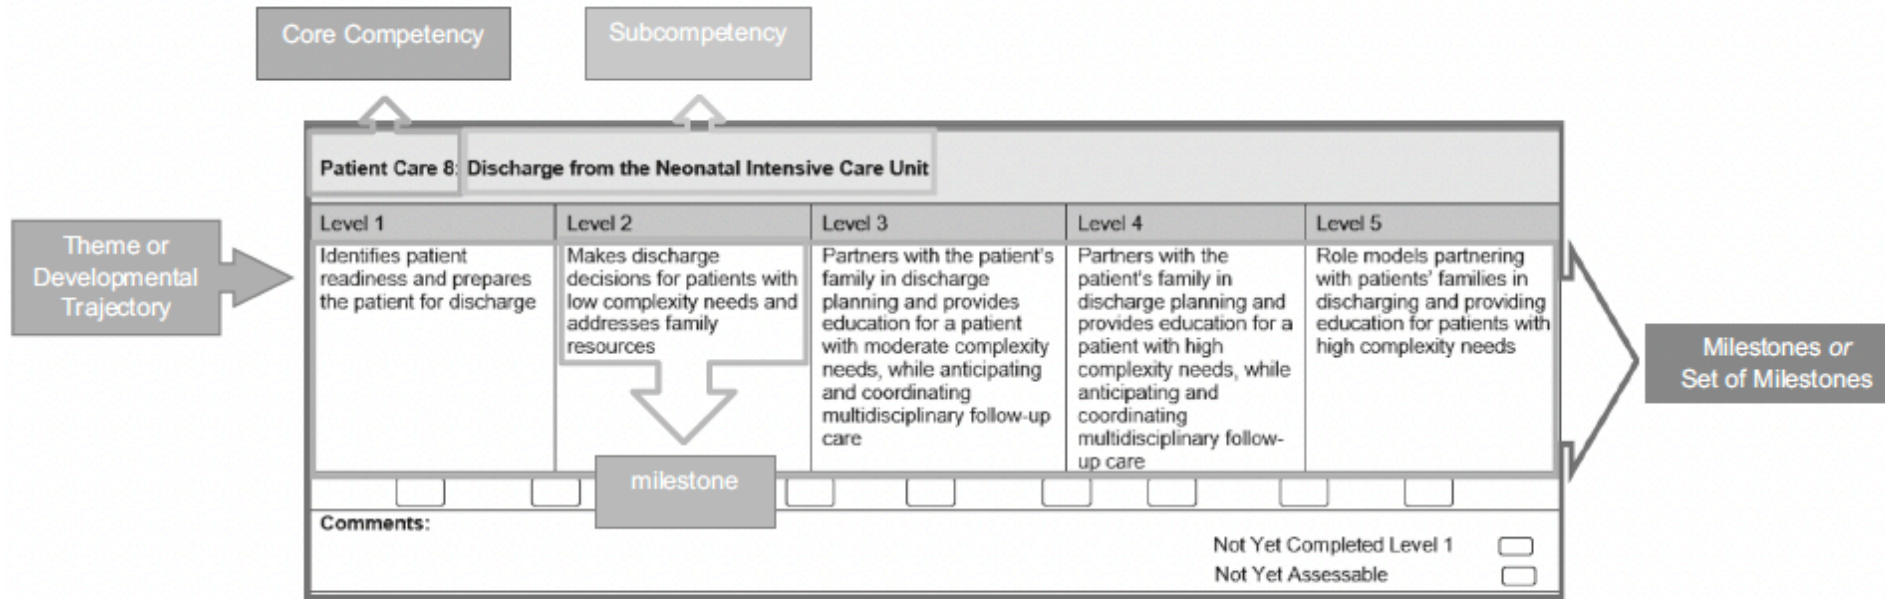 Core Competency
Subcompetency
Patient Care 8: Discharge from the Neonatal Intensive Care Unit
Theme or
Developmental
Trajectory
Level 1
Identifies patient
readiness and prepares
the patient for discharge
Level 2
Makes discharge
decisions for patients with
low complexity needs and
addresses family
resources
Level 3
Partners with the patient's
family in discharge
planning and provides
education for a patient
with moderate complexity
needs, while anticipating
and coordinating
multidisciplinary follow-up
care
Level 4
Partners with the
patient's family in
discharge planning and
provides education for a
patient with high
complexity needs, while
anticipating and
coordinating
multidisciplinary follow-
up care
Level 5
Role models partnering
with patients' families in
discharging and providing
education for patients with
high complexity needs
Milestones or
Set of Milestones
milestone
Comments:
Not Yet Completed Level 1
Not Yet Assessable